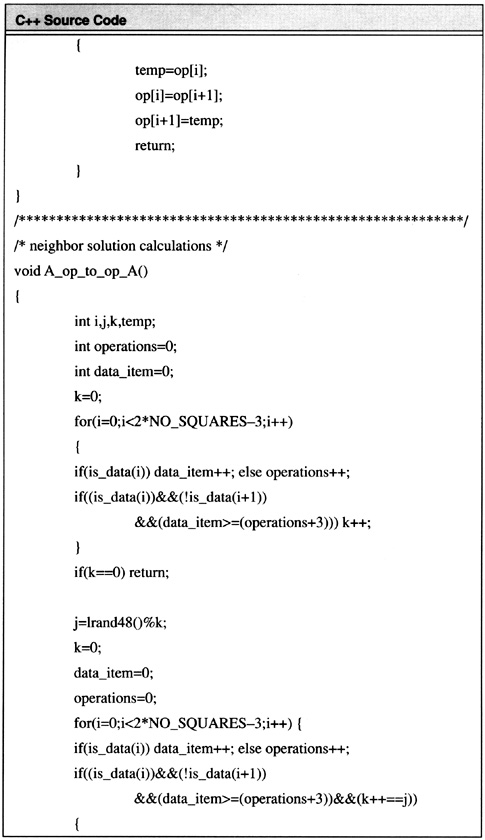 C++ Source Code
{
temp=op[i];
op[i]=op[i+1];
op[i+1]=temp;
return;
}
}
/************************************************************/
/* neighbor solution calculations */
void A_op_to_op_A()
{
int i,j,k,temp;
int operations=0;
int data_item=0;
k=0;
for(i=0;i<2*NO_SQUARES–3;i++)
{
if(is_data(i)) data_item++; else operations++;
if((is_data(i))&&(!is_data(i+1))
&&(data_item>=(operations+3))) k++;
}
if(k==0) return;
j=lrand48()%k;
k=0;
data_item=0;
operations=0;
for(i=0;i<2*NO_SQUARES–3;i++) {
if(is_data(i)) data_item++; else operations++;
if((is_data(i))&&(!is_data(i+1))
&&(data_item>=(operations+3))&&(k++==j))
{